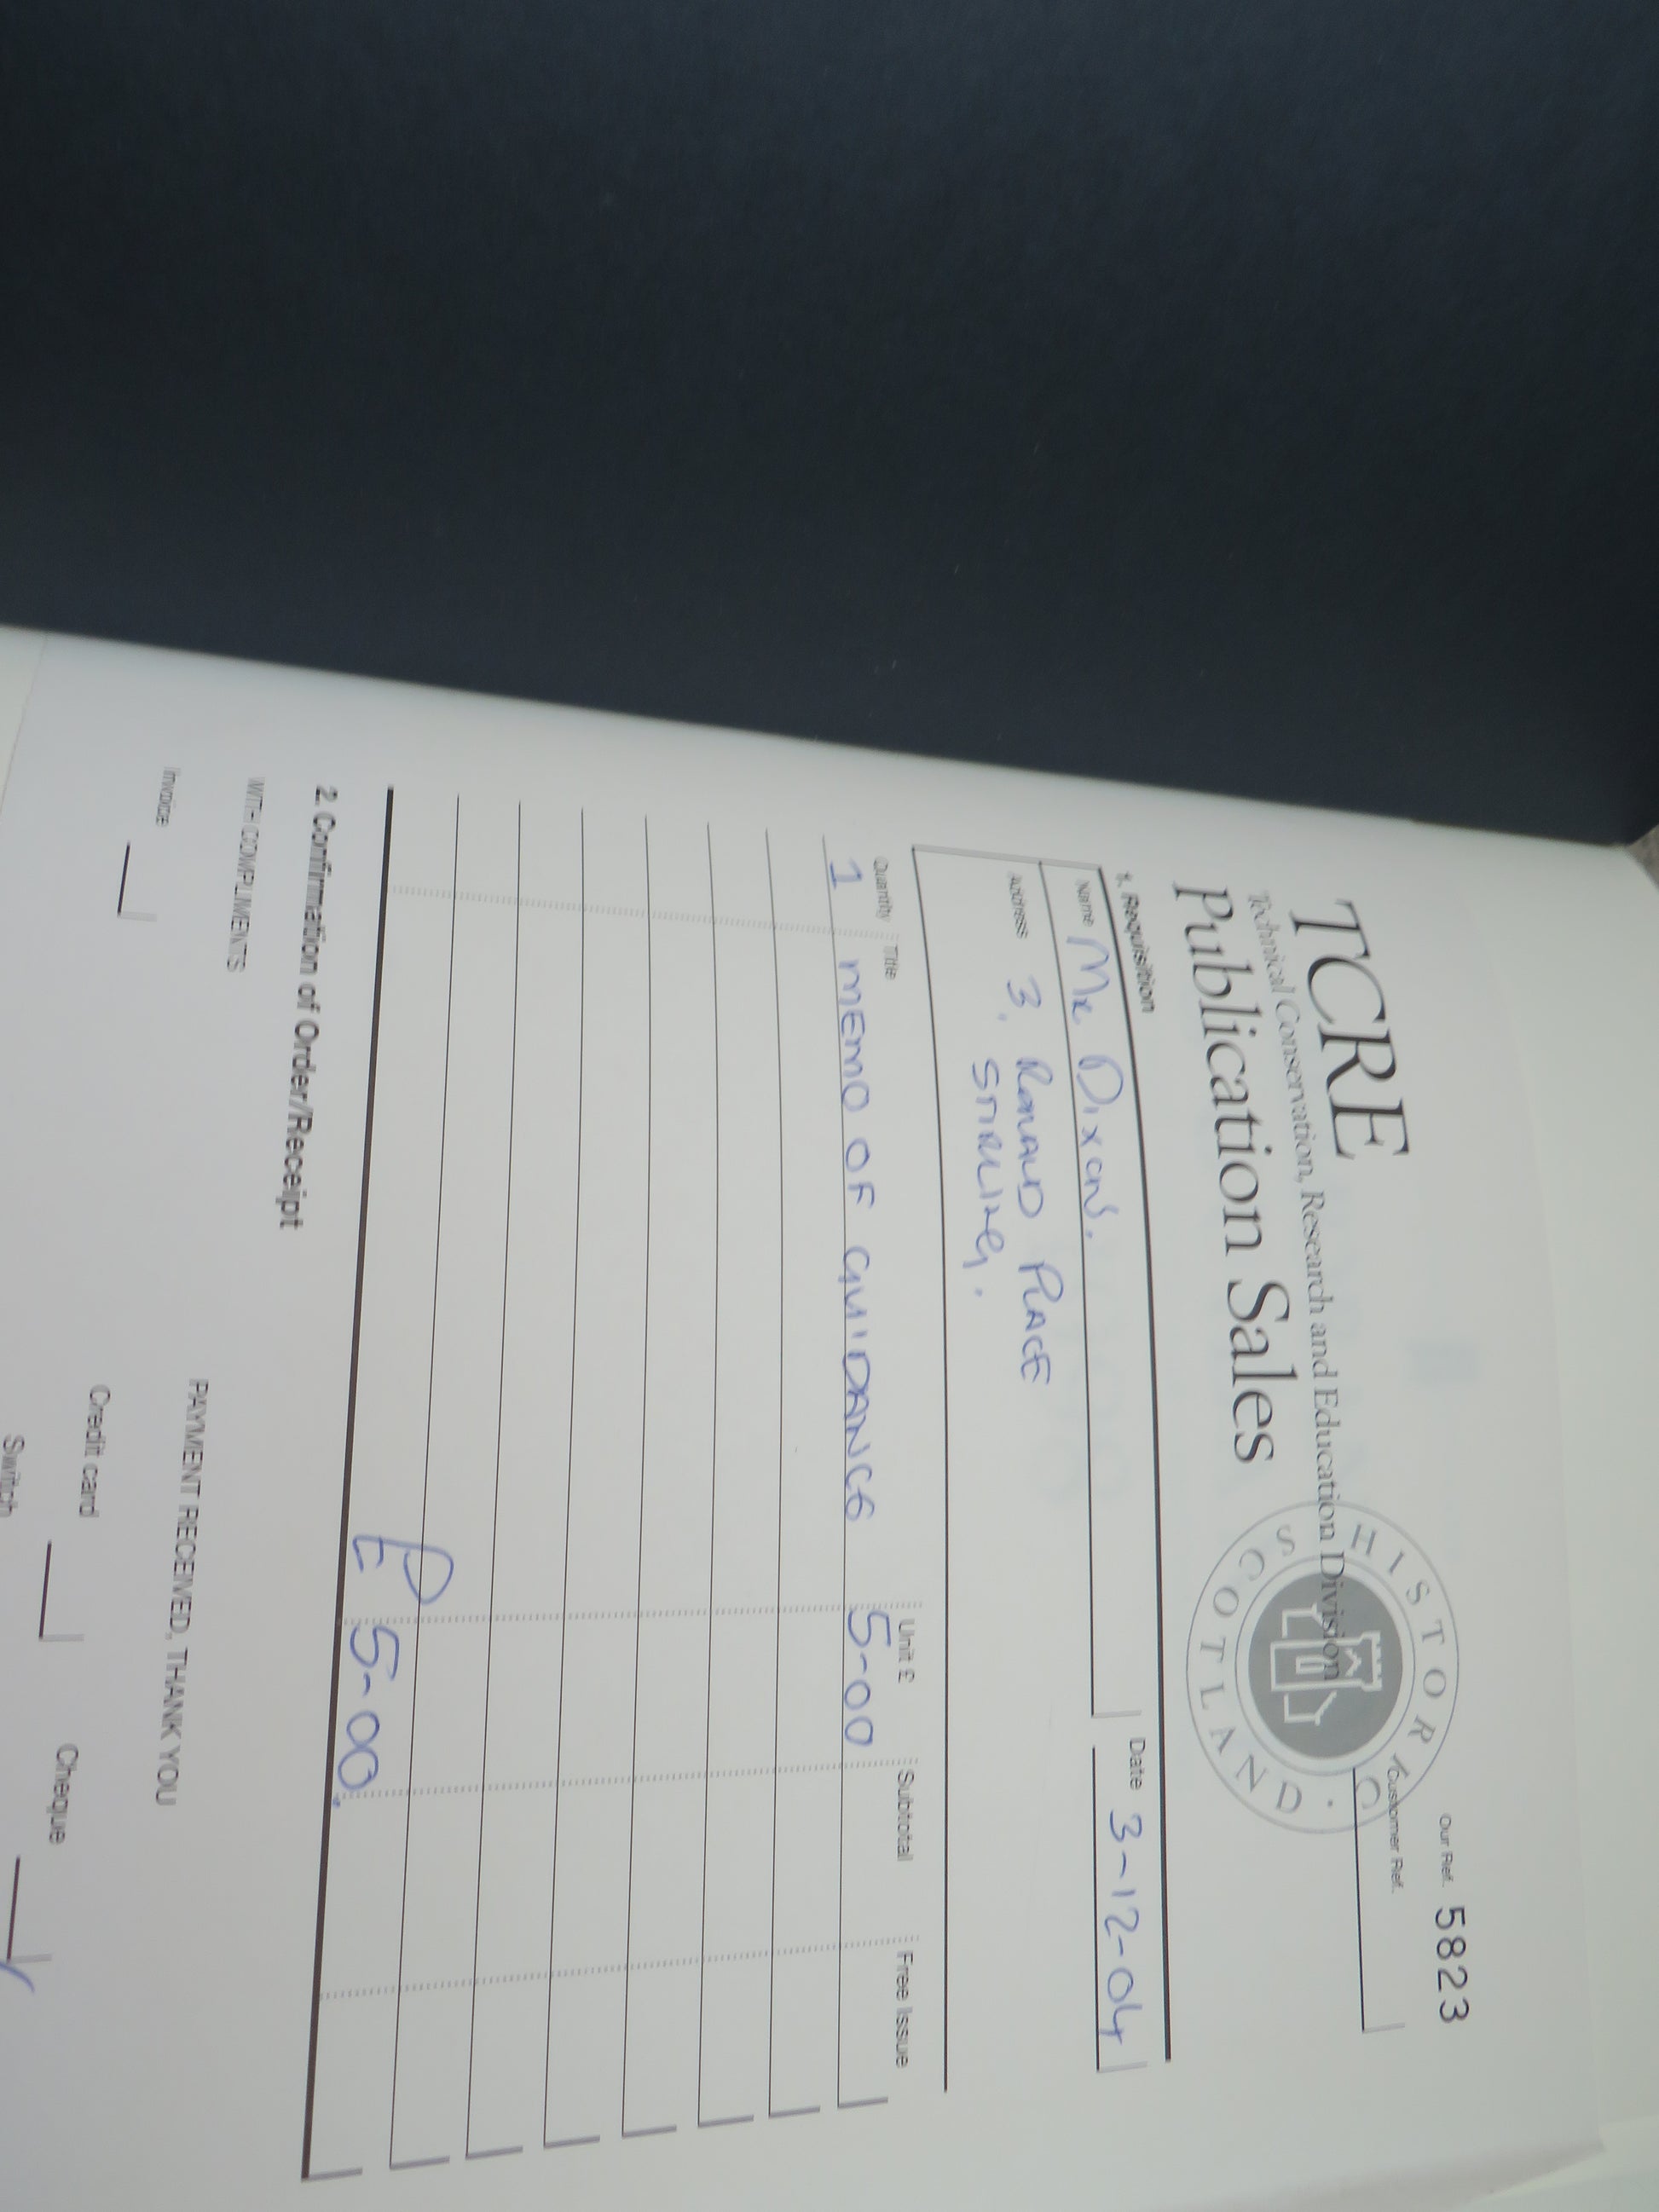 Our Ref. 5823
TCRE
Technical Conservation, Research and Education Division
Publication Sales
HISTORIC SCOTLAND
Customer Ref.
1. Requisition
Name Mr Dixon. Date 3-12-04
Address 3, Ronald Place
Stirling.
Quantity Title Unit £ Subtotal Free Issue
1 MEMO OF GUIDANCE 5-00
P
£ 5-00.
2. Confirmation of Order/Receipt
WITH COMPLIMENTS PAYMENT RECEIVED, THANK YOU
Invoice Credit card Cheque
Switch